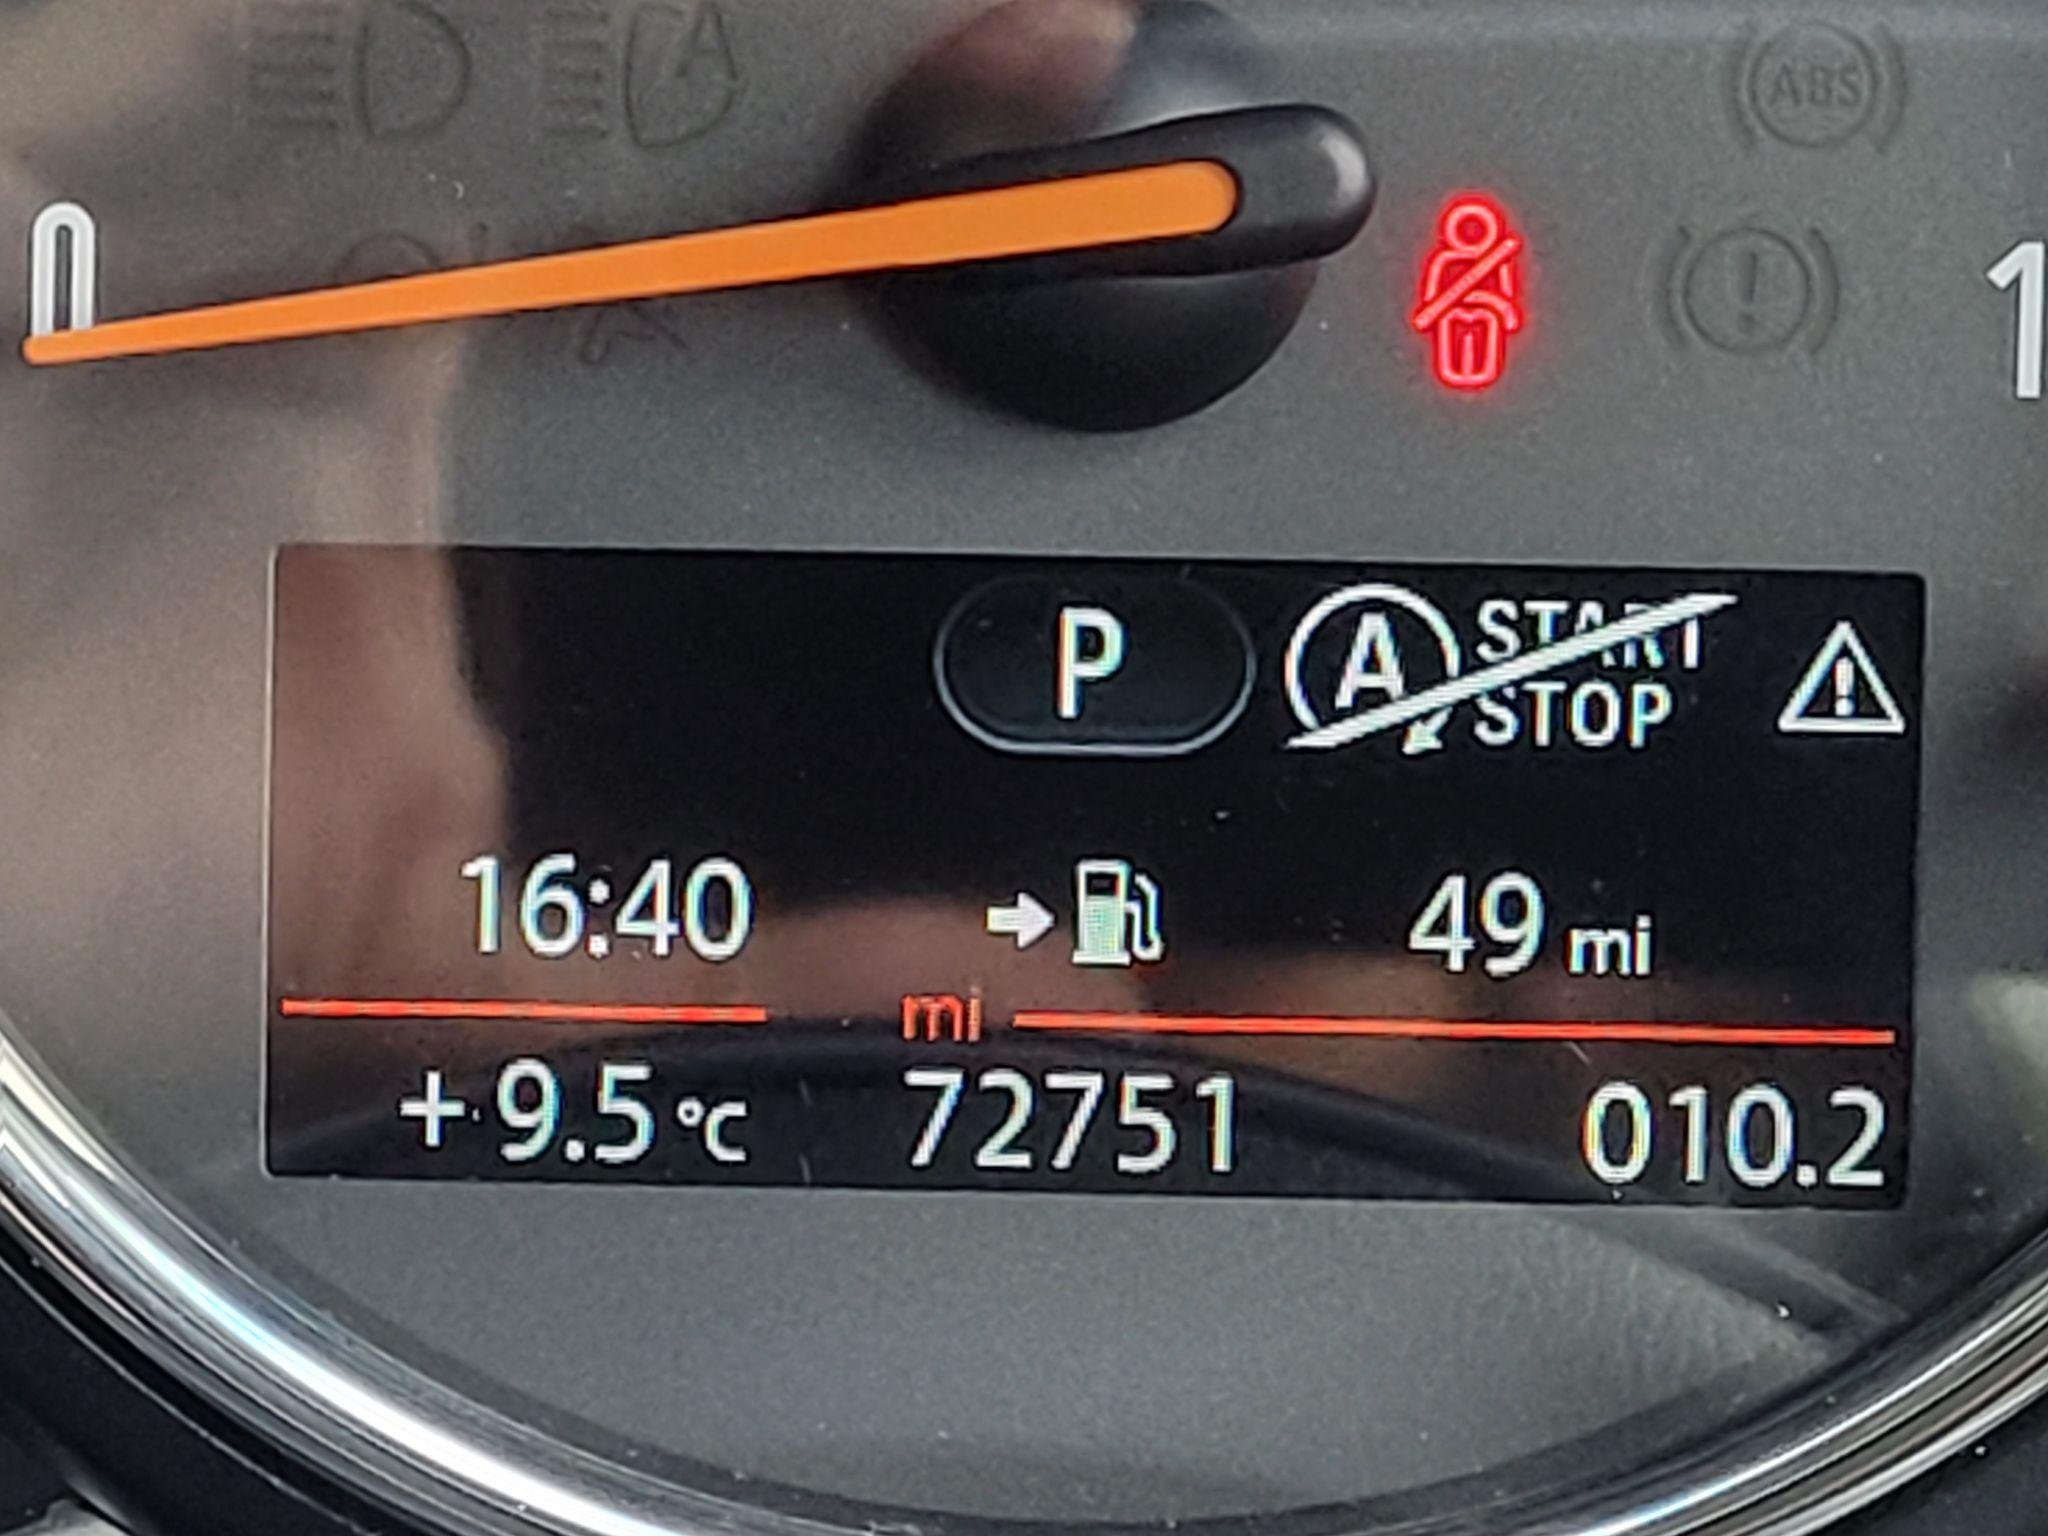 ABS
0
1
P
A START
STOP
16:40 49 mi
mi
+9.5 °C 72751 010.2